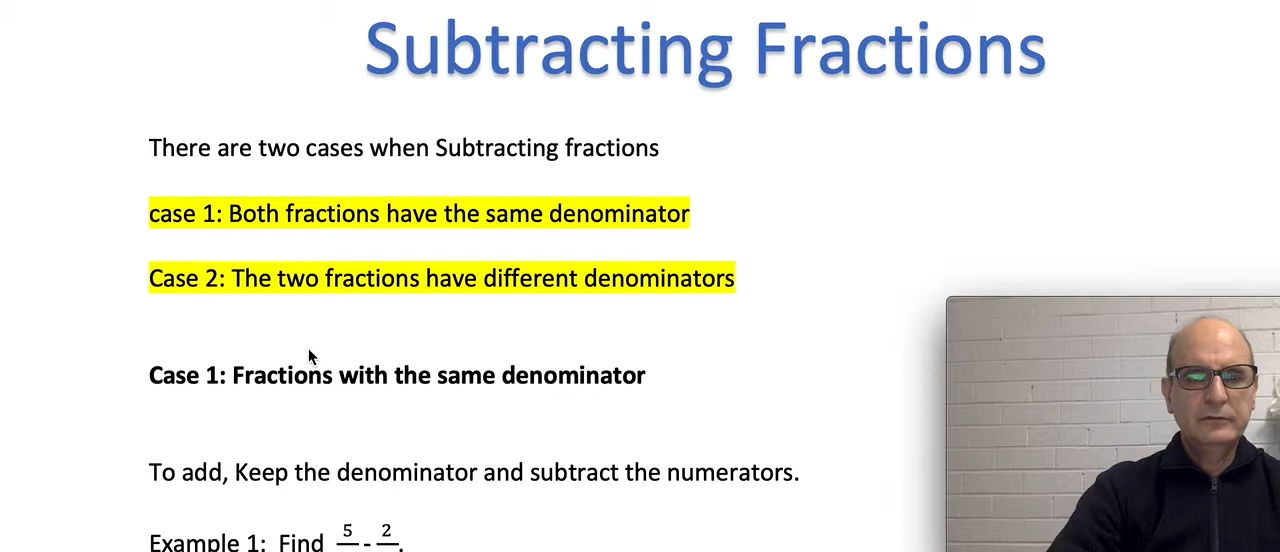 Subtracting Fractions
There are two cases when Subtracting fractions
case 1: Both fractions have the same denominator
Case 2: The two fractions have different denominators
Case 1: Fractions with the same denominator
To add, Keep the denominator and subtract the numerators.
Example 1: Find 5 - 2.